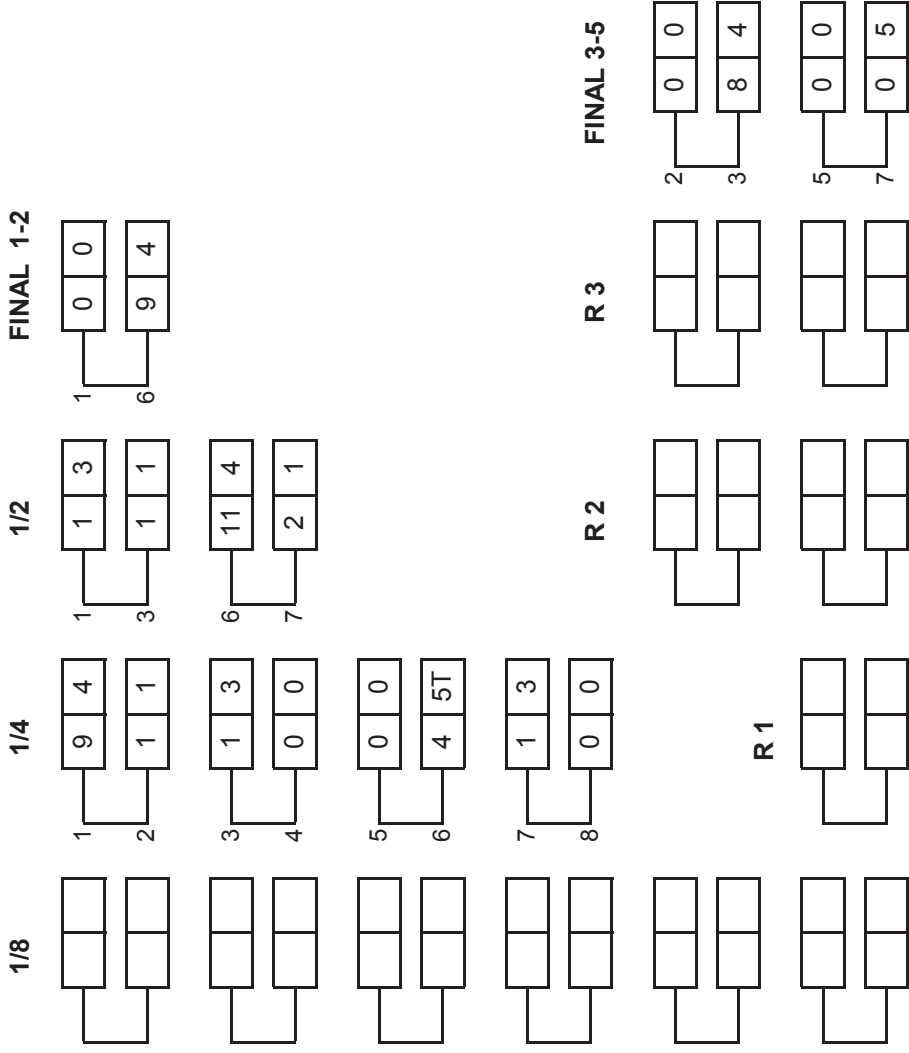 1/8 1/4 1/2 FINAL 1-2
1 9 4 1 1 3 1 0 0
2 1 1 3 1 1 6 9 4
3 1 3 6 11 4
4 0 0 7 2 1
5 0 0
6 4 5T
7 1 3
8 0 0
R 2 R 3 FINAL 3-5
2 0 0
3 8 4
R 1
5 0 0
7 0 5